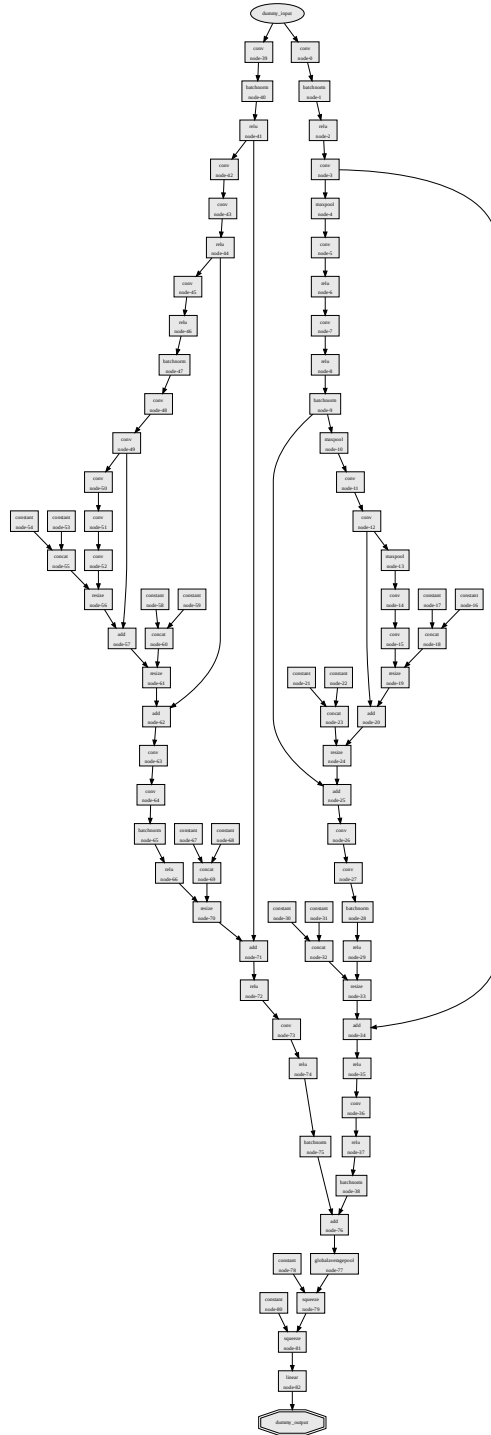 dummy_input
conv
node-39
conv
node-0
batchnorm
node-40
batchnorm
node-1
relu
node-41
relu
node-2
conv
node-42
conv
node-3
conv
node-43
maxpool
node-4
relu
node-44
conv
node-5
conv
node-45
relu
node-6
relu
node-46
conv
node-7
batchnorm
node-47
relu
node-8
conv
node-48
batchnorm
node-9
conv
node-49
maxpool
node-10
conv
node-50
conv
node-11
constant
node-54
constant
node-53
conv
node-51
conv
node-12
concat
node-55
conv
node-52
maxpool
node-13
resize
node-56
constant
node-58
constant
node-59
conv
node-14
constant
node-17
constant
node-16
add
node-57
concat
node-60
conv
node-15
concat
node-18
resize
node-61
constant
node-21
constant
node-22
resize
node-19
add
node-62
concat
node-23
add
node-20
conv
node-63
resize
node-24
conv
node-64
add
node-25
batchnorm
node-65
constant
node-67
constant
node-68
conv
node-26
relu
node-66
concat
node-69
conv
node-27
resize
node-70
constant
node-30
constant
node-31
batchnorm
node-28
add
node-71
concat
node-32
relu
node-29
relu
node-72
resize
node-33
conv
node-73
add
node-34
relu
node-74
relu
node-35
conv
node-36
batchnorm
node-75
relu
node-37
batchnorm
node-38
add
node-76
constant
node-78
globalaveragepool
node-77
constant
node-80
squeeze
node-79
squeeze
node-81
linear
node-82
dummy_output